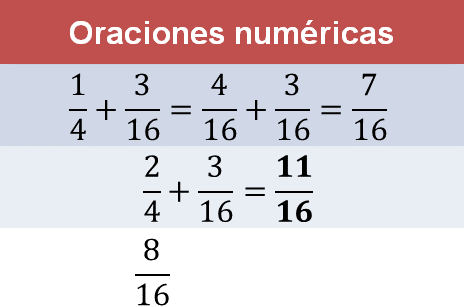 Oraciones numéricas
1/4 + 3/16 = 4/16 + 3/16 = 7/16
2/4 + 3/16 = 11/16
8/16